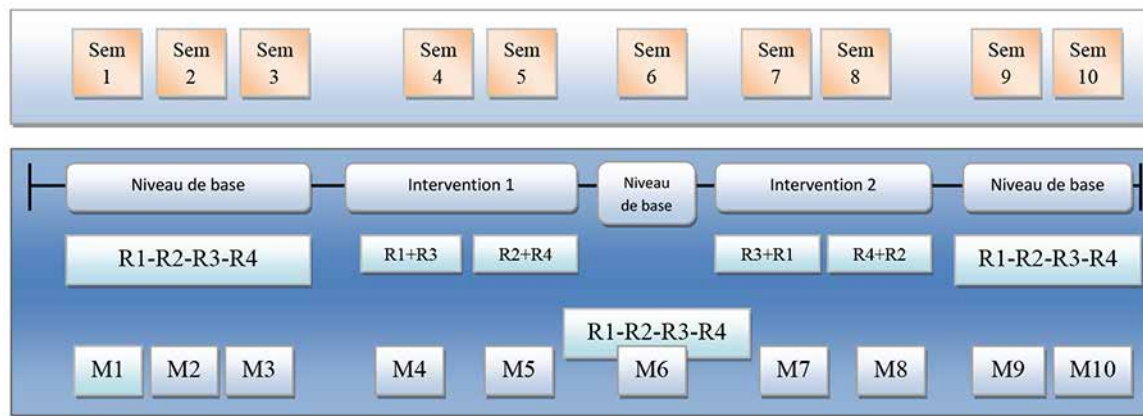 Sem 1
Sem 2
Sem 3
Sem 4
Sem 5
Sem 6
Sem 7
Sem 8
Sem 9
Sem 10
Niveau de base
Intervention 1
Niveau
de base
Intervention 2
Niveau de base
R1-R2-R3-R4
R1+R3
R2+R4
R3+R1
R4+R2
R1-R2-R3-R4
R1-R2-R3-R4
M1
M2
M3
M4
M5
M6
M7
M8
M9
M10